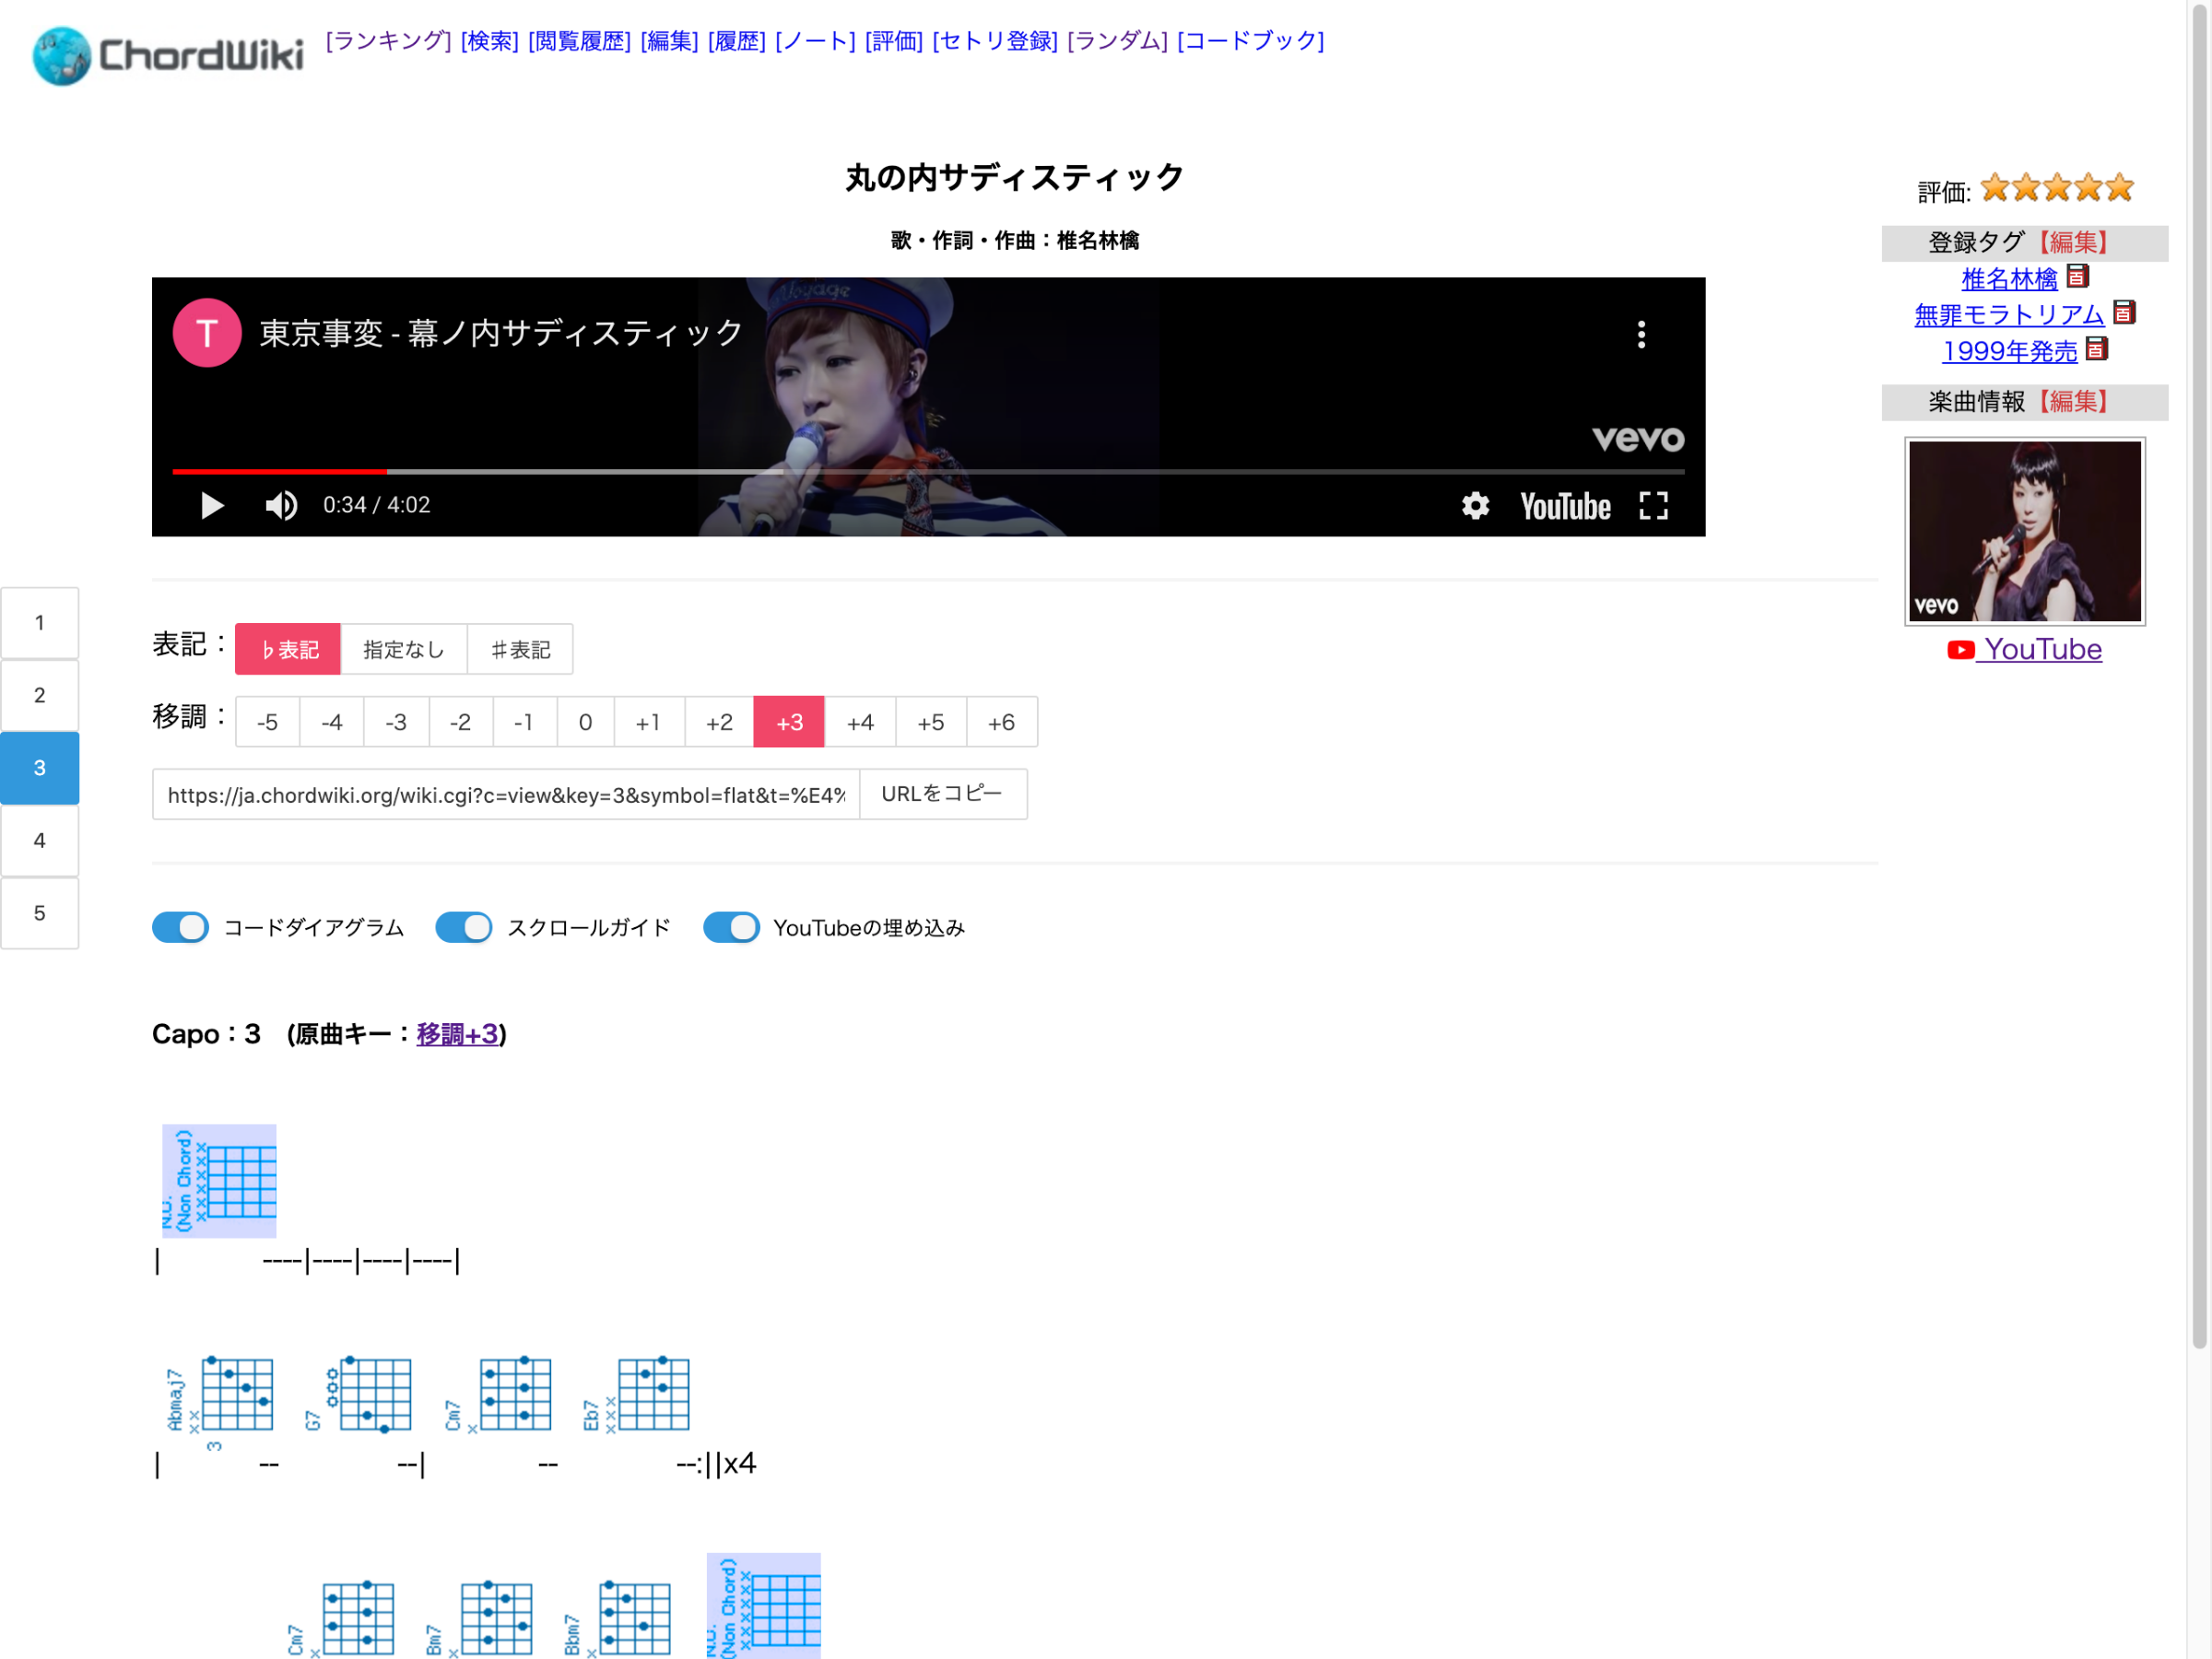 ChordWiki
[ランキング] [検索] [閲覧履歴] [編集] [履歴] [ノート] [評価] [セトリ登録] [ランダム] [コードブック]
丸の内サディスティック
歌・作詞・作曲：椎名林檎
T 東京事変 - 幕ノ内サディスティック
Voyage
vevo
0:34 / 4:02
YouTube
評価:
登録タグ【編集】
椎名林檎
無罪モラトリアム
1999年発売
楽曲情報【編集】
vevo
YouTube
1
2
3
4
5
表記： ♭表記 指定なし ♯表記
移調： -5 -4 -3 -2 -1 0 +1 +2 +3 +4 +5 +6
https://ja.chordwiki.org/wiki.cgi?c=view&key=3&symbol=flat&t=%E4% URLをコピー
コードダイアグラム スクロールガイド YouTubeの埋め込み
Capo：3 (原曲キー：移調+3)
N.C. (Non Chord) xxxxxx
| ----|----|----|----|
Abmaj7 xx 3 G7 Cm7 x Eb7 xxx
| -- --| -- --:||x4
Cm7 x Bm7 x Bbm7 x N.C. (Non Chord) xxxxxx